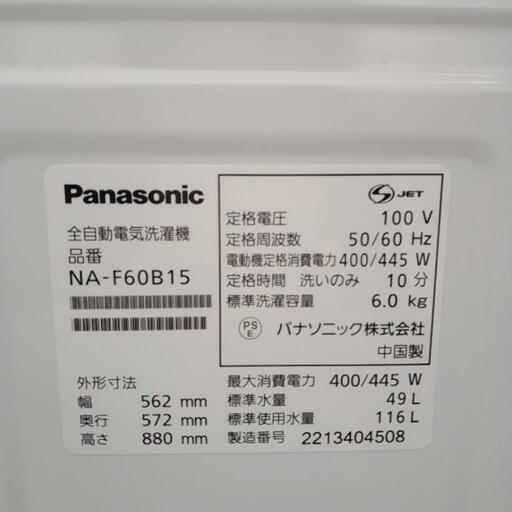 Panasonic
全自動電気洗濯機
品番
NA-F60B15
外形寸法
幅 562 mm
奥行 572 mm
高さ 880 mm
JET
定格電圧 100 V
定格周波数 50/60 Hz
電動機定格消費電力 400/445 W
定格時間 洗いのみ 10 分
標準洗濯容量 6.0 kg
PS
E
パナソニック株式会社
中国製
最大消費電力 400/445 W
標準水量 49 L
標準使用水量 116 L
製造番号 2213404508